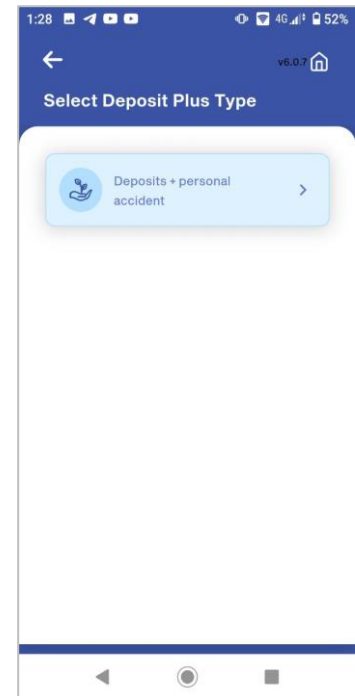 1:28 4G 52%
v6.0.7
Select Deposit Plus Type
Deposits + personal
accident